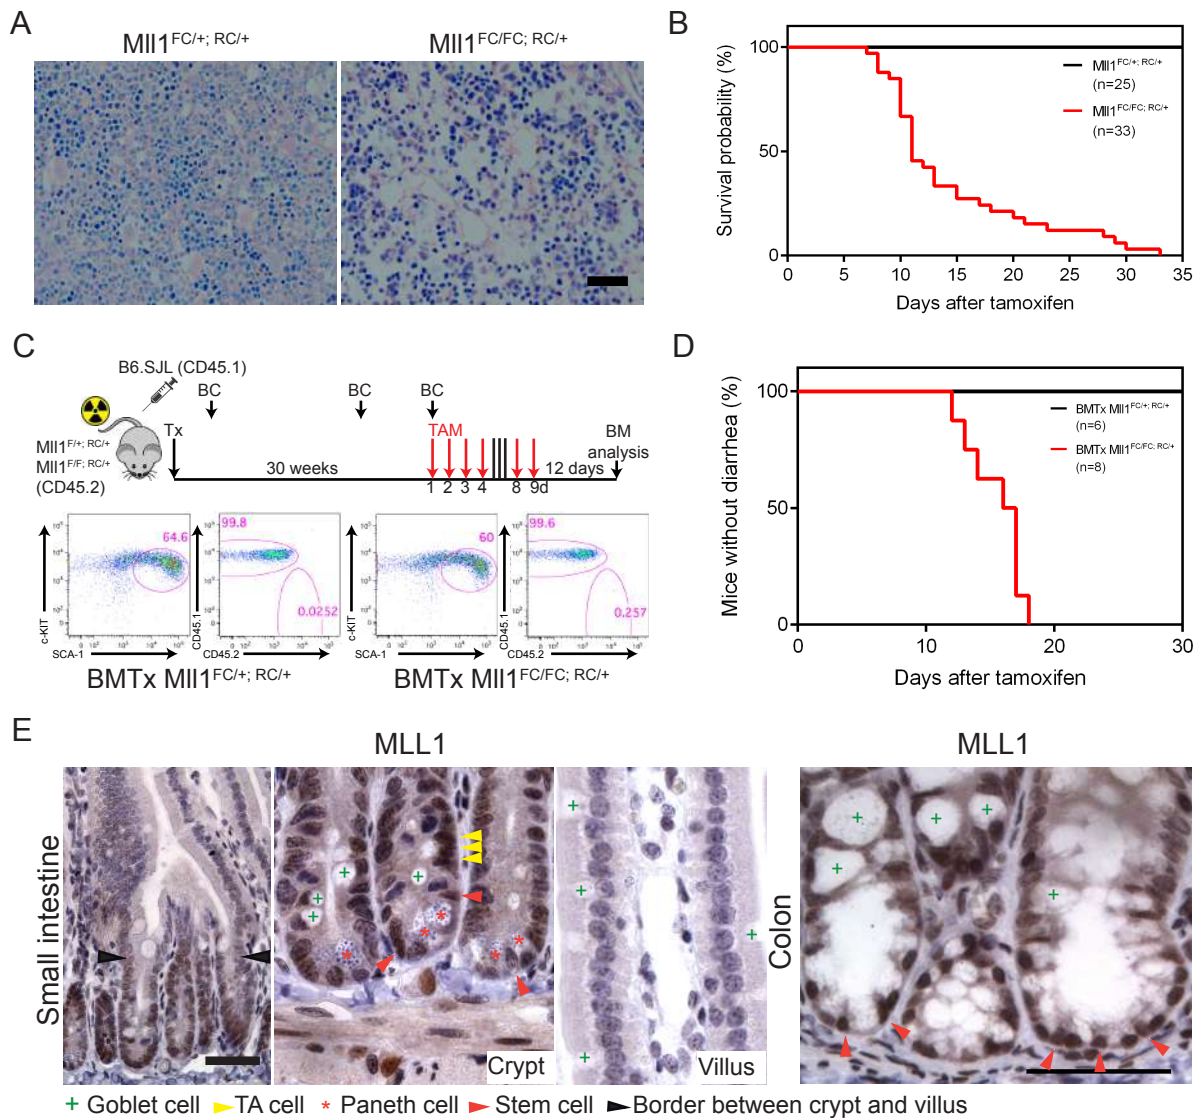 A
Mll1FC/+; RC/+
Mll1FC/FC; RC/+
B
Survival probability (%)
100
50
0
0 5 10 15 20 25 30 35
Days after tamoxifen
Mll1FC/+; RC/+
(n=25)
Mll1FC/FC; RC/+
(n=33)
C
B6.SJL (CD45.1)
BC BC BC
Tx
TAM
BM
analysis
Mll1F/+; RC/+
Mll1F/F; RC/+
(CD45.2)
30 weeks
12 days
1 2 3 4 8 9d
64.6
99.8
0.0252
60
99.6
0.257
c-KIT
SCA-1
CD45.1
CD45.2
c-KIT
SCA-1
CD45.1
CD45.2
BMTx Mll1FC/+; RC/+
BMTx Mll1FC/FC; RC/+
D
Mice without diarrhea (%)
100
50
0
0 10 20 30
Days after tamoxifen
BMTx Mll1FC/+; RC/+
(n=6)
BMTx Mll1FC/FC; RC/+
(n=8)
E
MLL1
MLL1
Small intestine
Crypt
Villus
Colon
+ Goblet cell TA cell * Paneth cell Stem cell Border between crypt and villus